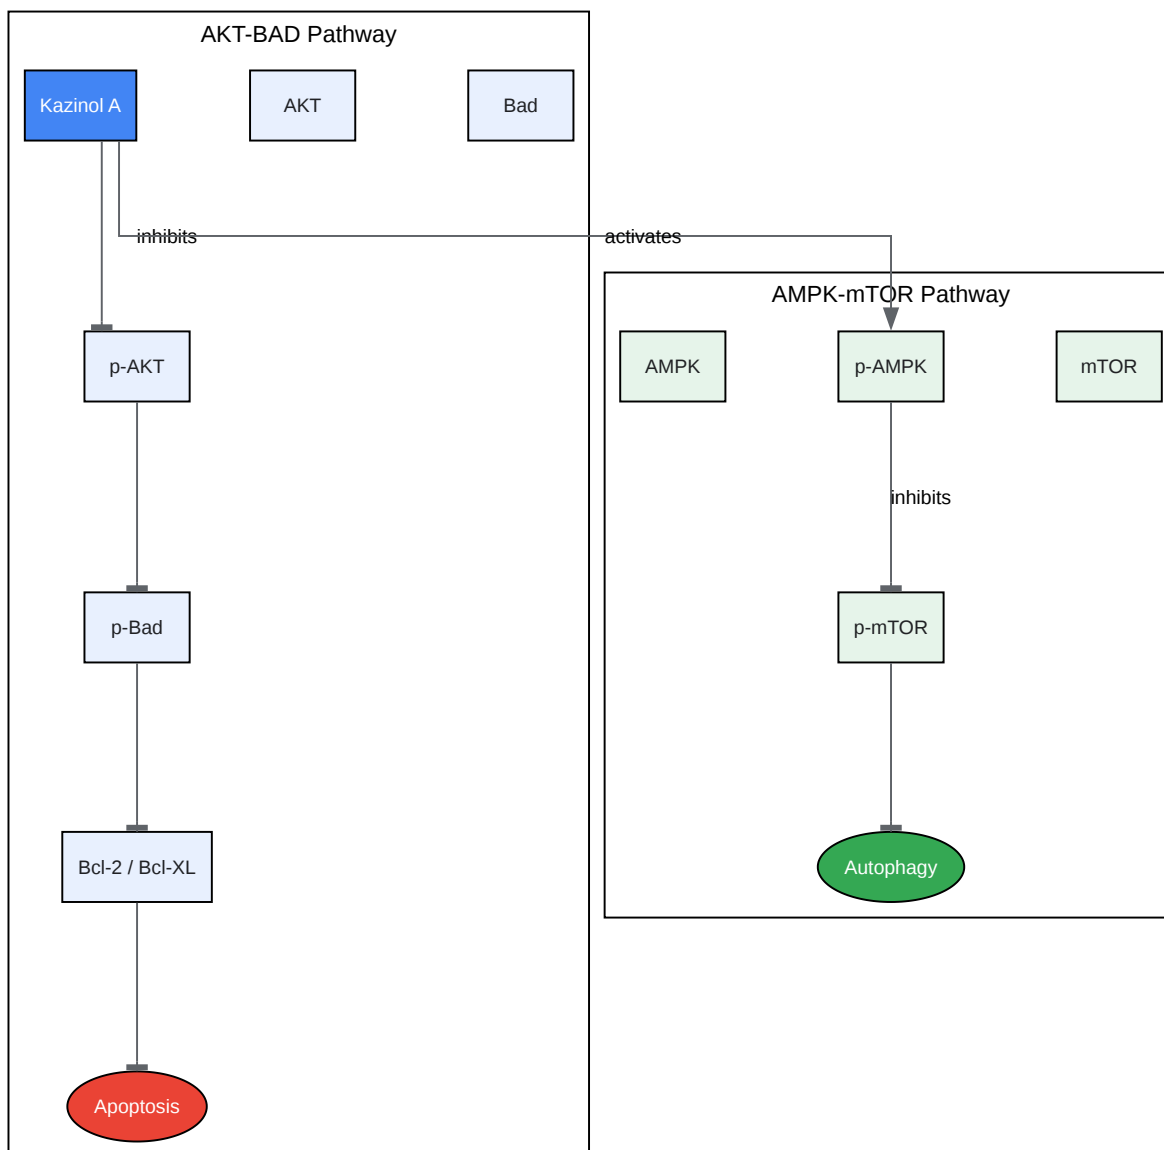 AKT-BAD Pathway
Kazinol A
AKT
Bad
inhibits
activates
AMPK-mTOR Pathway
p-AKT
AMPK
p-AMPK
mTOR
inhibits
p-Bad
p-mTOR
Bcl-2 / Bcl-XL
Autophagy
Apoptosis